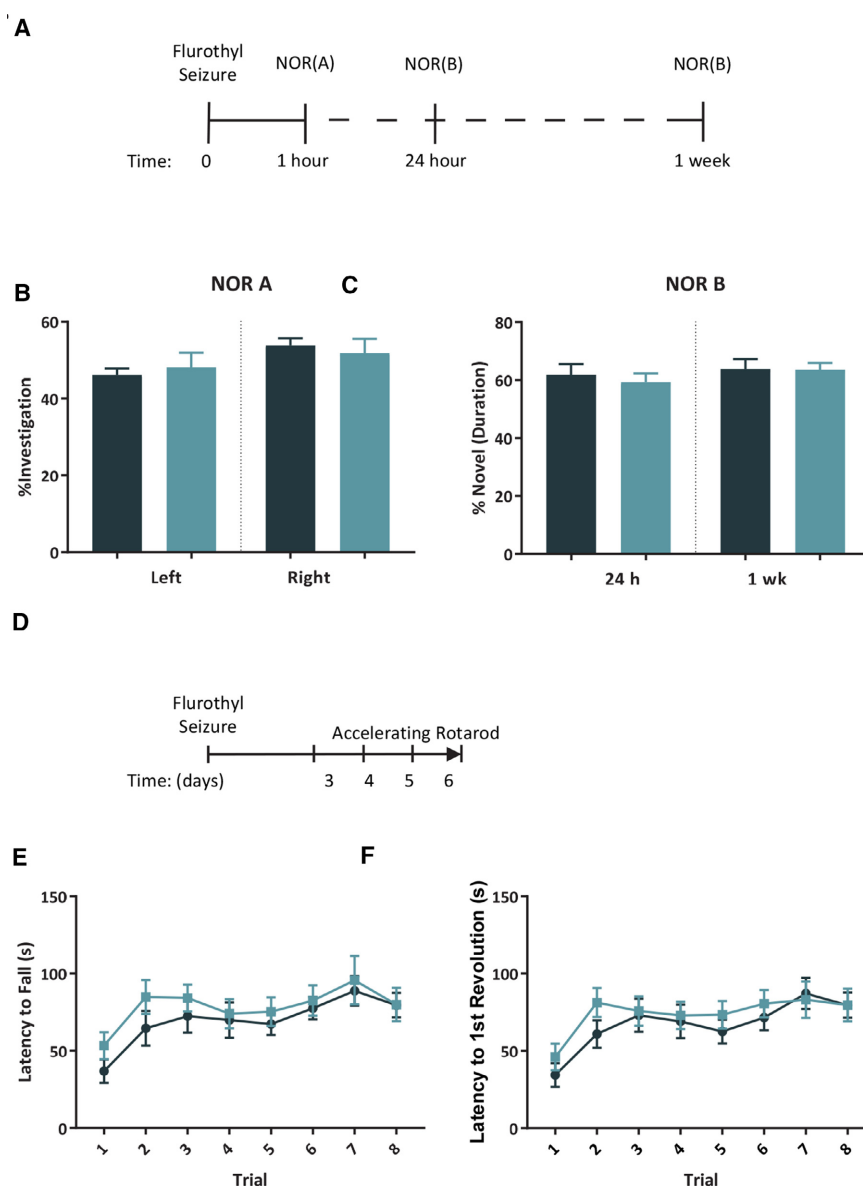 A
Flurothyl
Seizure
NOR(A)
NOR(B)
NOR(B)
Time:
0
1 hour
24 hour
1 week
B
NOR A
%Investigation
60
40
20
0
Left
Right
C
NOR B
% Novel (Duration)
80
60
40
20
0
24 h
1 wk
D
Flurothyl
Seizure
Accelerating Rotarod
Time: (days)
3
4
5
6
E
Latency to Fall (s)
150
100
50
0
1
2
3
4
5
6
7
8
Trial
F
Latency to 1st Revolution (s)
150
100
50
0
1
2
3
4
5
6
7
8
Trial